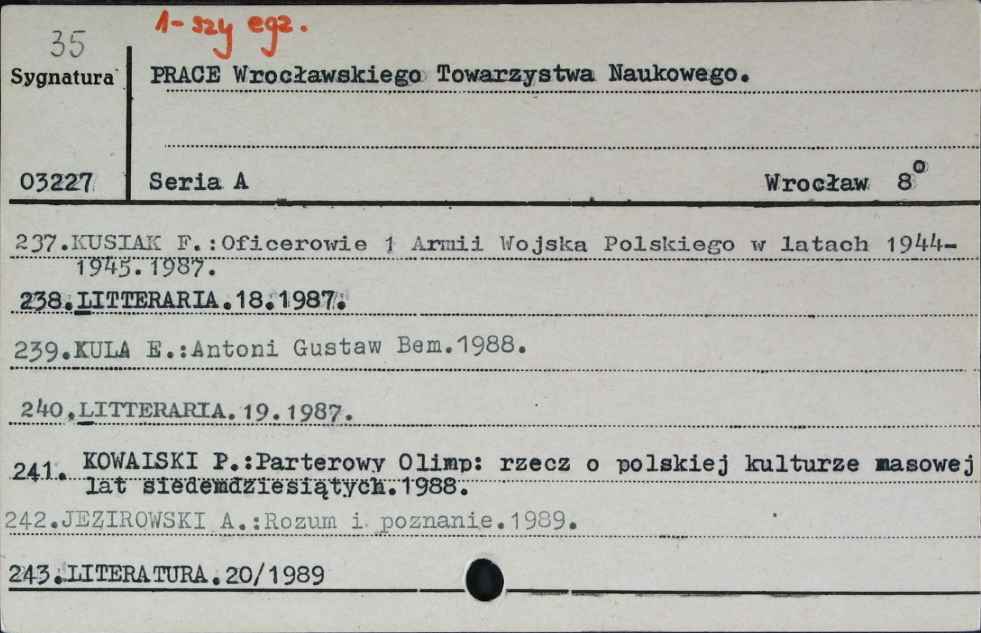 35
1-szy egz.
Sygnatura
PRACE Wrocławskiego Towarzystwa Naukowego.
03227
Seria A
Wrocław 8°
237.KUSIAK F.:Oficerowie 1 Armii Wojska Polskiego w latach 1944-
1945.1987.
238.LITTERARIA.18.1987.
239.KULA E.:Antoni Gustaw Bem.1988.
240.LITTERARIA.19.1987.
241. KOWAISKI P.:Parterowy Olimp: rzecz o polskiej kulturze masowej
lat siedemdziesiątych.1988.
242.JEZIROWSKI A.:Rozum i poznanie.1989.
243.LITERATURA.20/1989